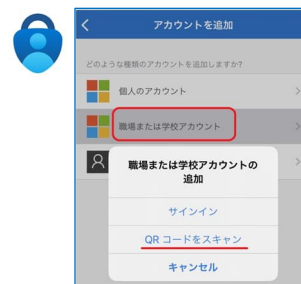 アカウントを追加
どのような種類のアカウントを追加しますか?
個人のアカウント
職場または学校アカウント
職場または学校アカウントの
追加
サインイン
QR コードをスキャン
キャンセル